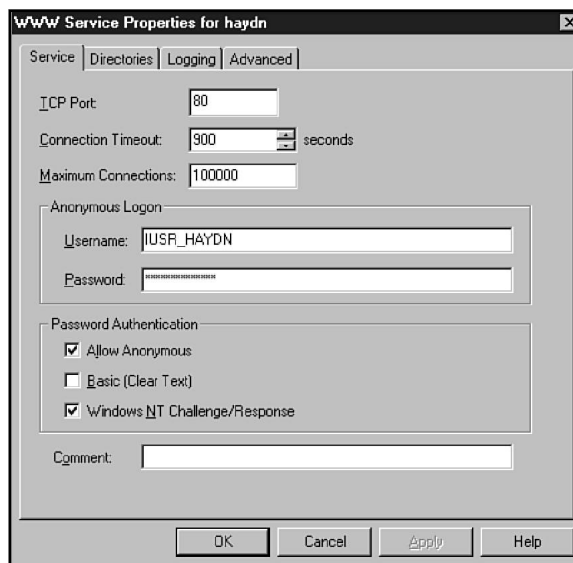 WWW Service Properties for haydn
Service Directories Logging Advanced
TCP Port: 80
Connection Timeout: 900 seconds
Maximum Connections: 100000
Anonymous Logon
Username: IUSR_HAYDN
Password: **************
Password Authentication
Allow Anonymous
Basic (Clear Text)
Windows NT Challenge/Response
Comment:
OK Cancel Apply Help